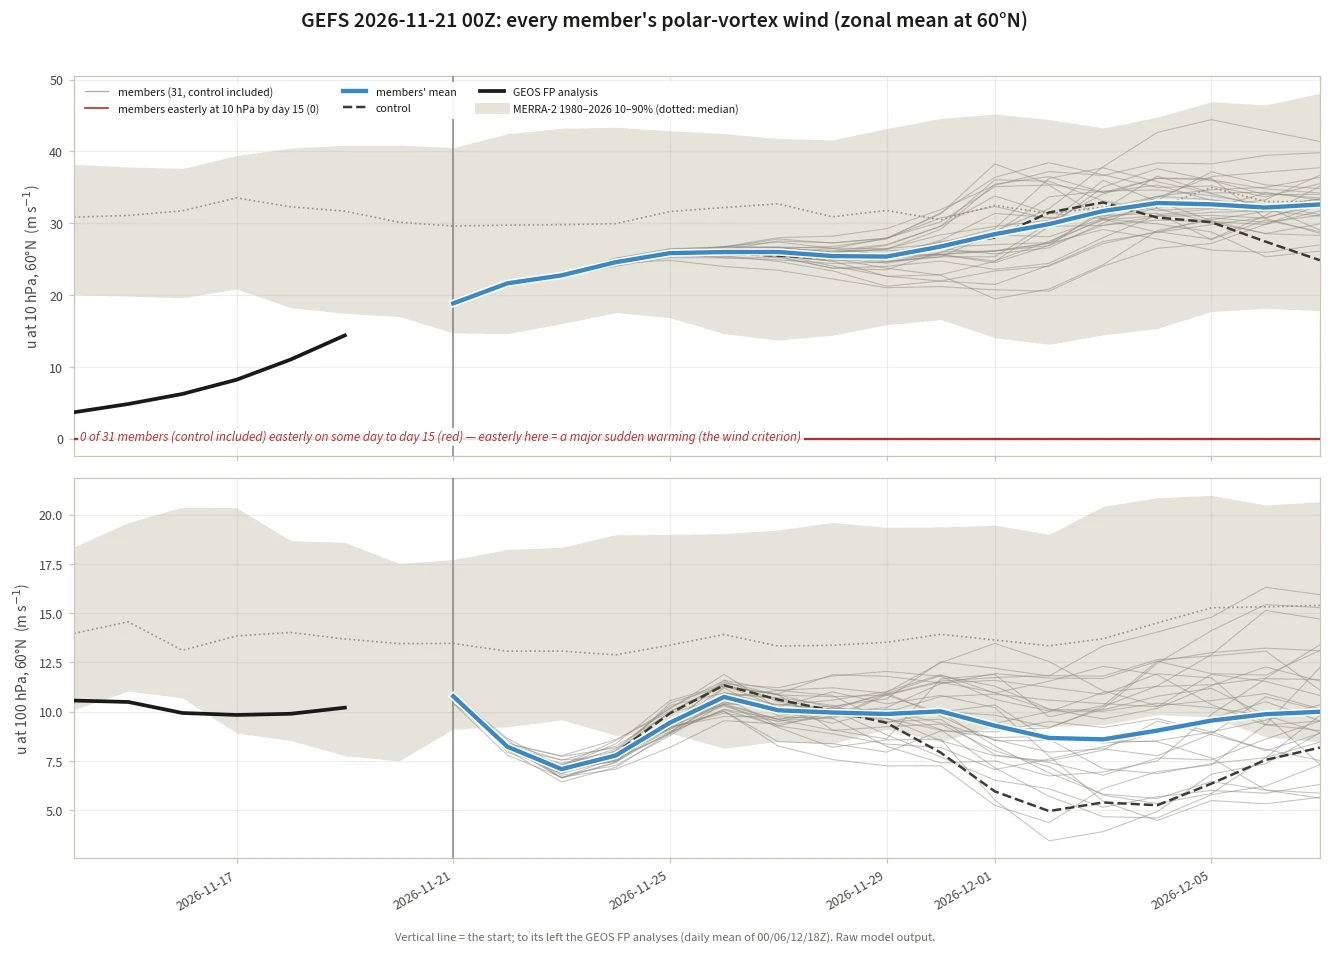 GEFS 2026-11-21 00Z: every member's polar-vortex wind (zonal mean at 60°N)
members (31, control included)
members easterly at 10 hPa by day 15 (0)
members' mean
control
GEOS FP analysis
MERRA-2 1980–2026 10–90% (dotted: median)
u at 10 hPa, 60°N (m s⁻¹)
50
40
30
20
10
0
0 of 31 members (control included) easterly on some day to day 15 (red) — easterly here = a major sudden warming (the wind criterion)
u at 100 hPa, 60°N (m s⁻¹)
20.0
17.5
15.0
12.5
10.0
7.5
5.0
2026-11-17
2026-11-21
2026-11-25
2026-11-29
2026-12-01
2026-12-05
Vertical line = the start; to its left the GEOS FP analyses (daily mean of 00/06/12/18Z). Raw model output.